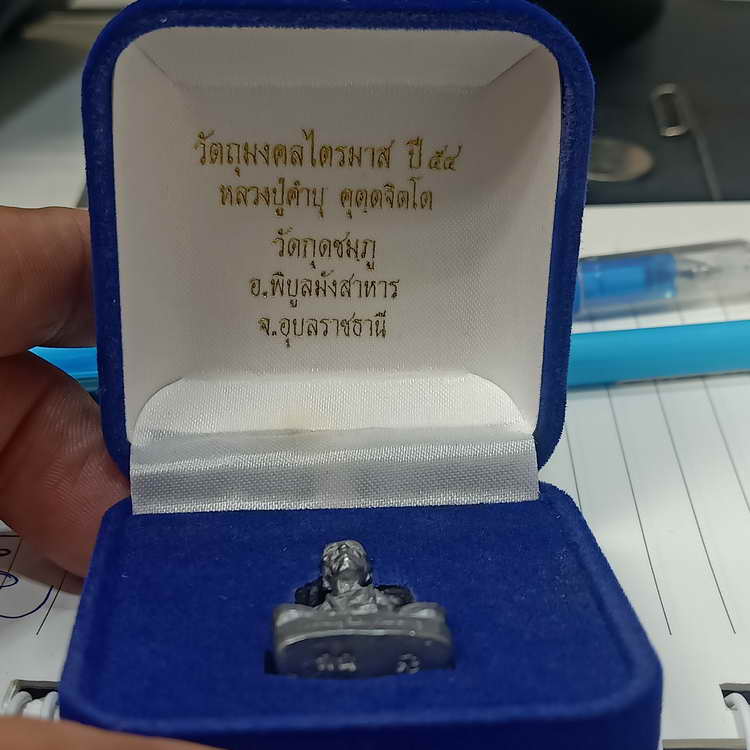 วัตถุมงคลไตรมาส ปี ๕๔
หลวงปู่คำบุ คุตฺตจิตโต
วัดกุดชมภู
อ.พิบูลมังสาหาร
จ.อุบลราชธานี